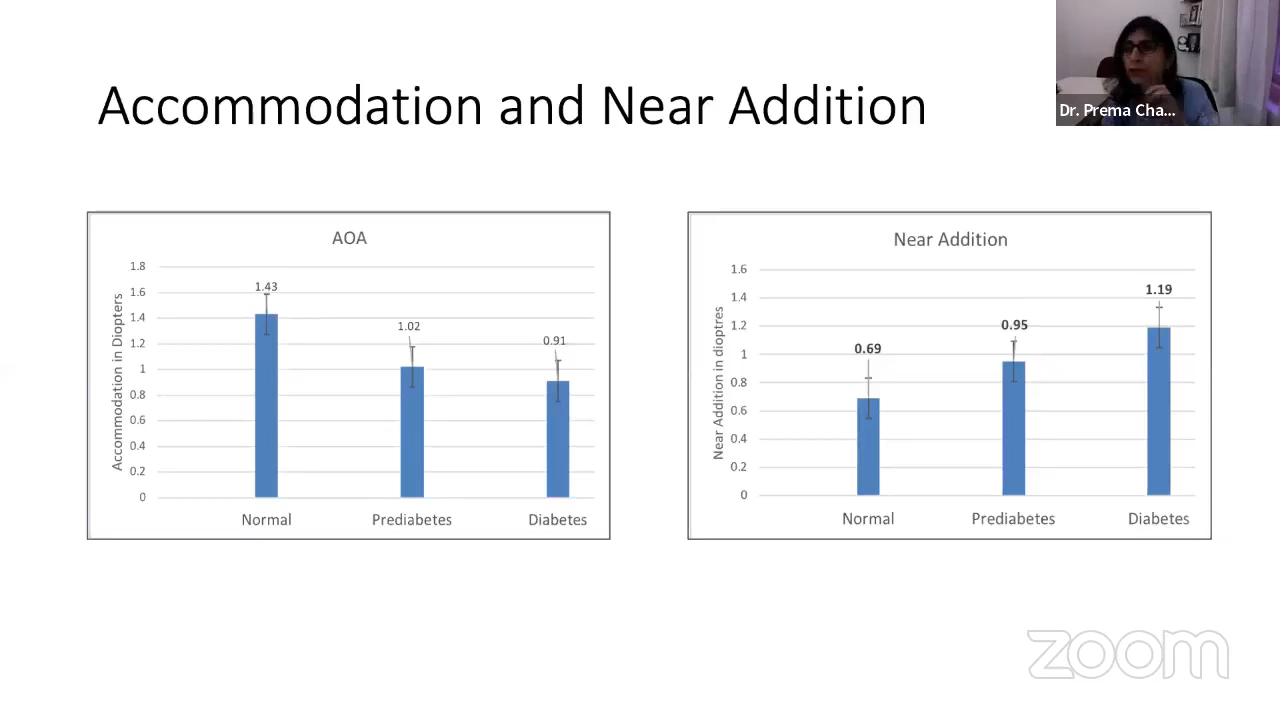 Accommodation and Near Addition
Dr. Prema Cha...
AOA
Accommodation in Diopters
1.8
1.6
1.4
1.2
1
0.8
0.6
0.4
0.2
0
1.43
1.02
0.91
Normal Prediabetes Diabetes
Near Addition
Near Addition in dioptres
1.6
1.4
1.2
1
0.8
0.6
0.4
0.2
0
0.69
0.95
1.19
Normal Prediabetes Diabetes
zoom